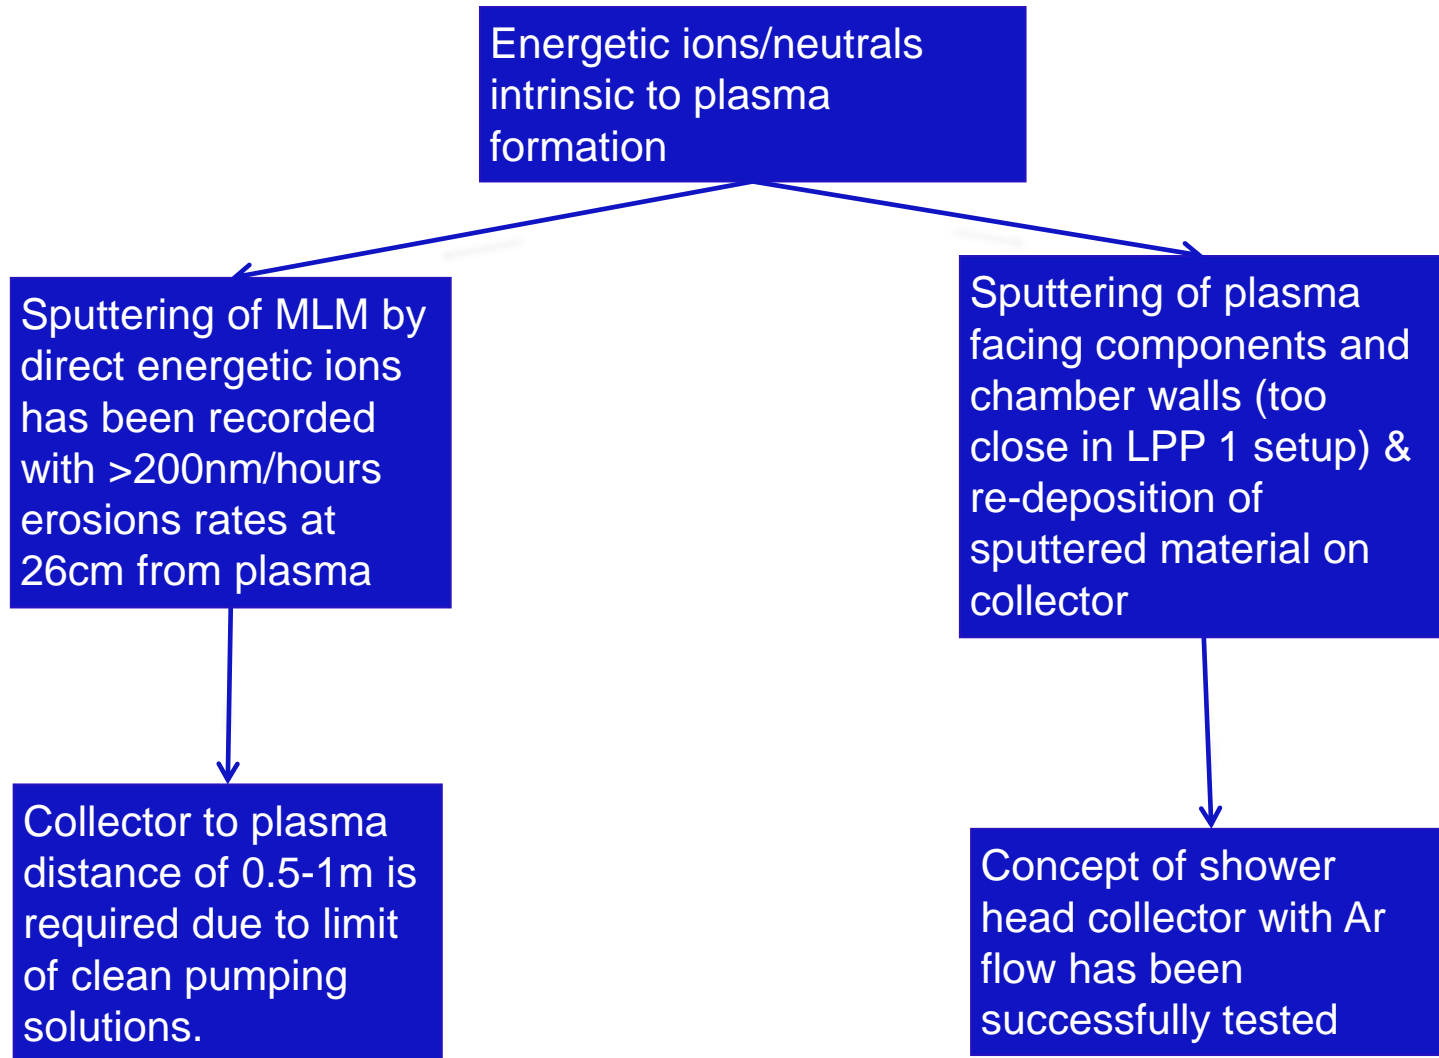 Energetic ions/neutrals
intrinsic to plasma
formation
Sputtering of MLM by
direct energetic ions
has been recorded
with >200nm/hours
erosions rates at
26cm from plasma
Sputtering of plasma
facing components and
chamber walls (too
close in LPP 1 setup) &
re-deposition of
sputtered material on
collector
Collector to plasma
distance of 0.5-1m is
required due to limit
of clean pumping
solutions.
Concept of shower
head collector with Ar
flow has been
successfully tested